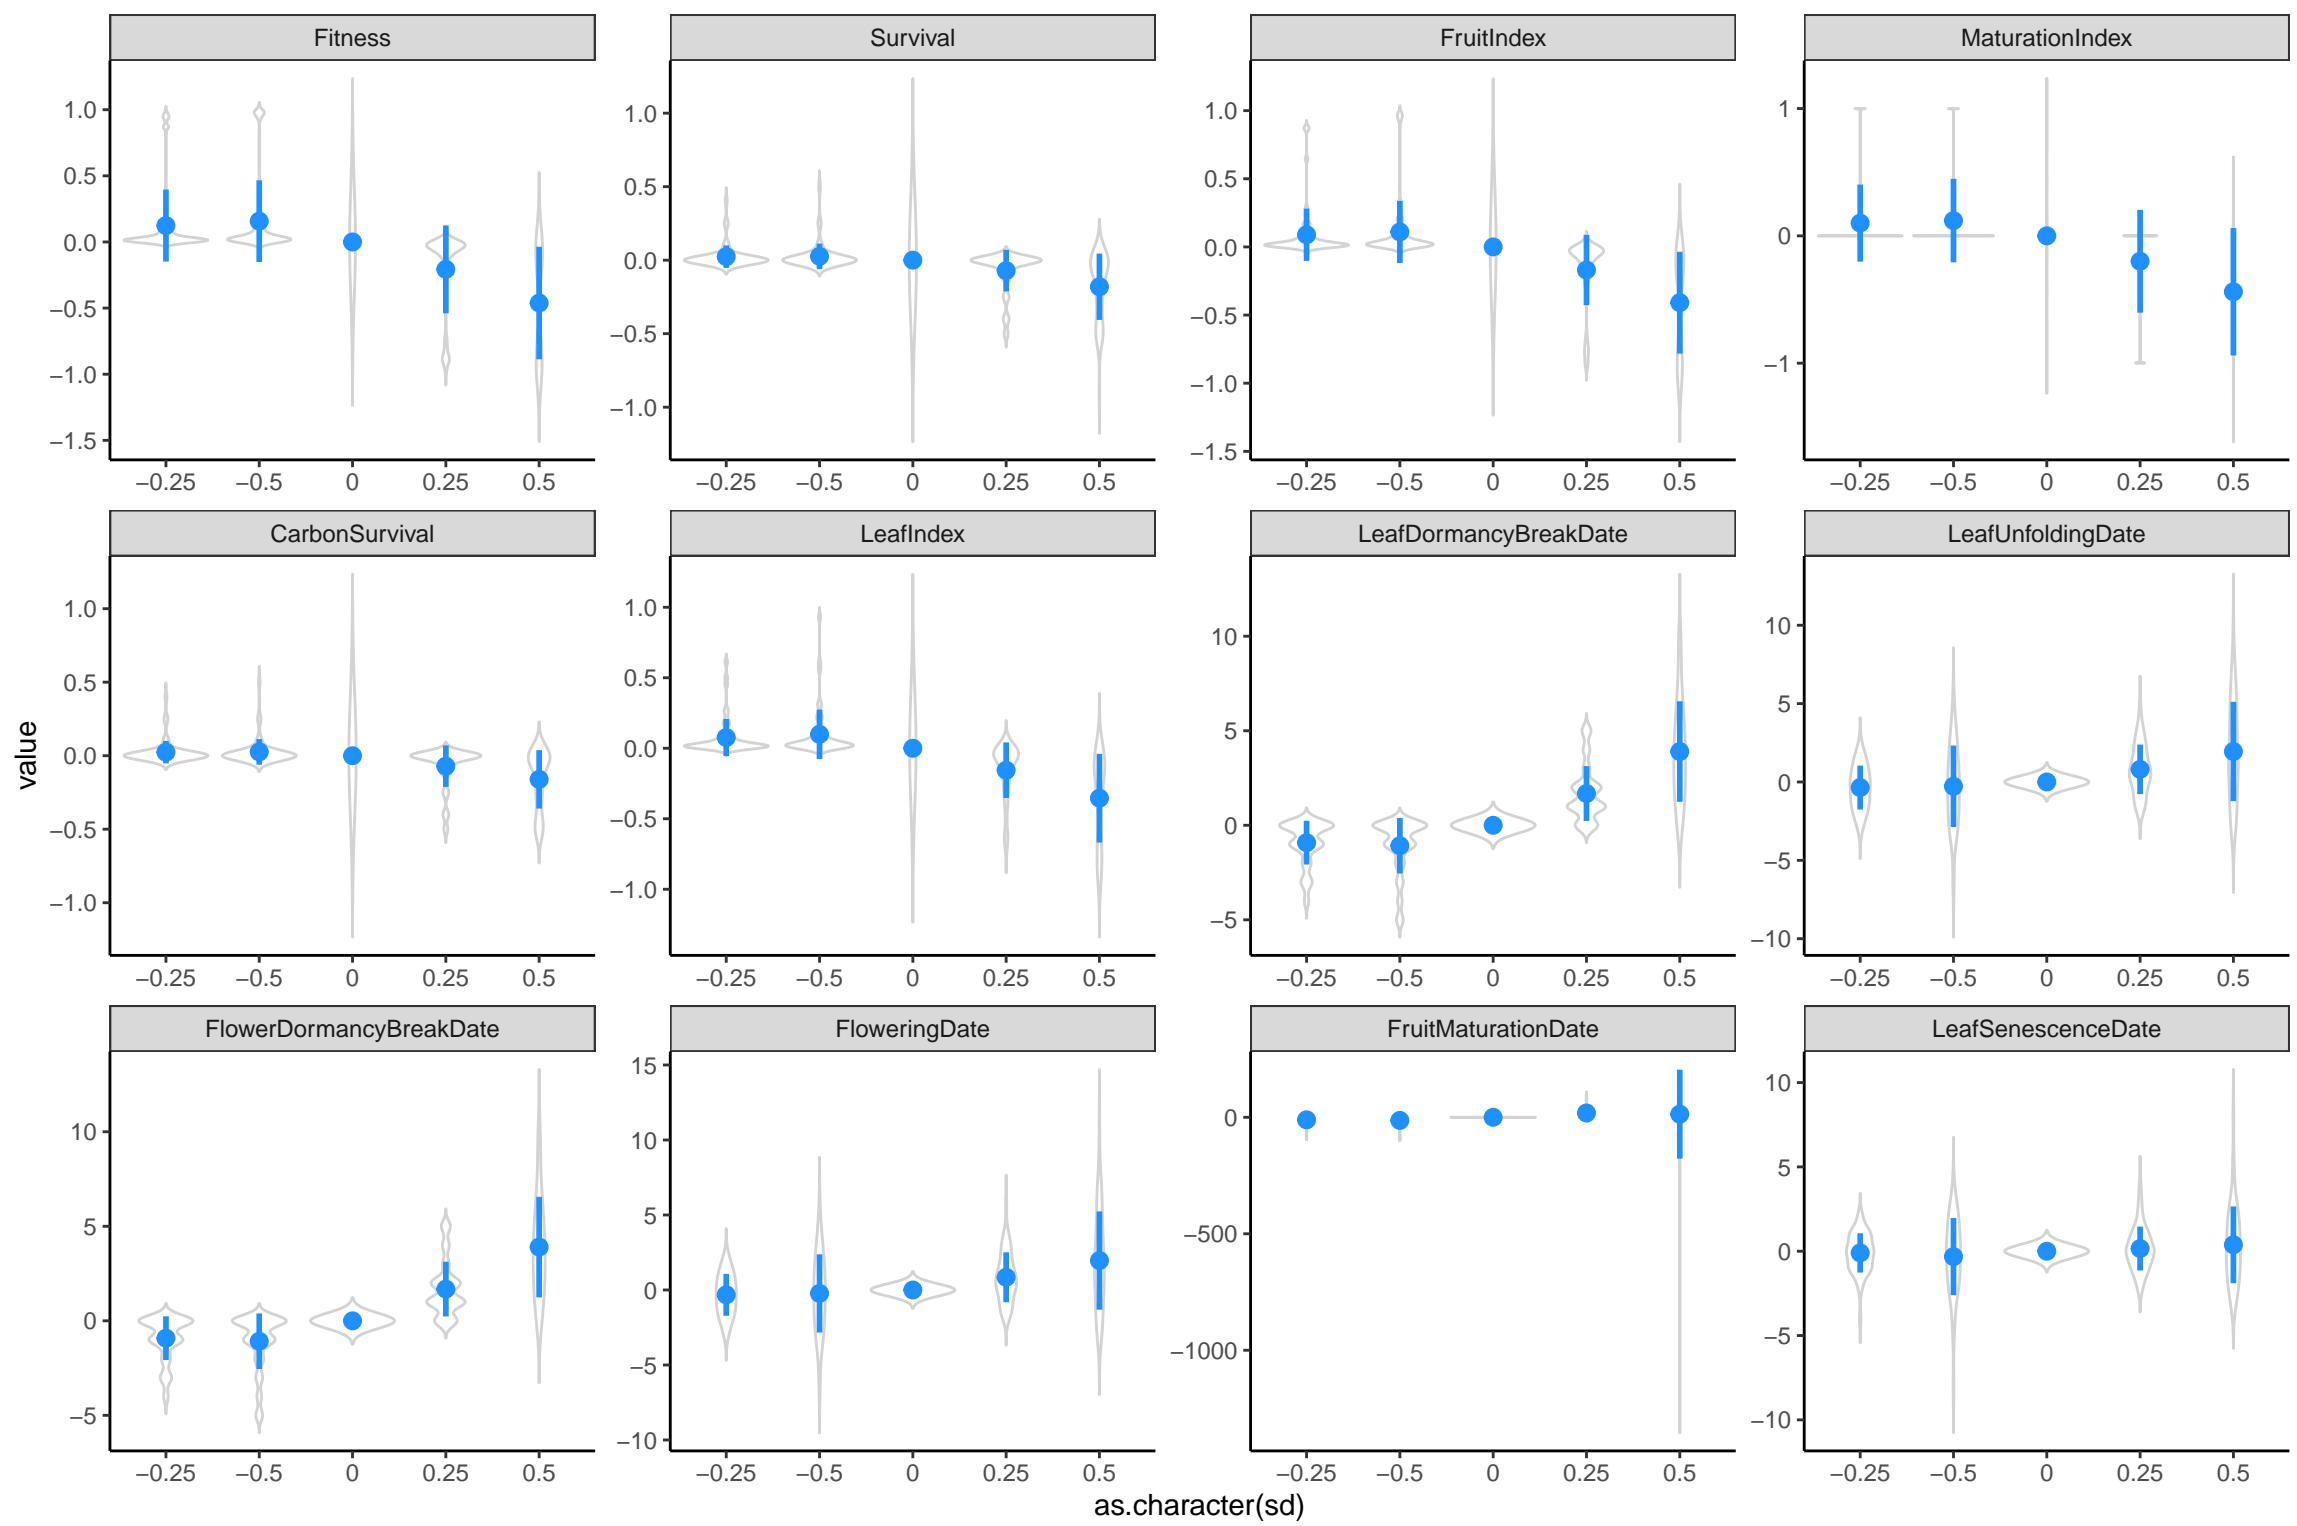 Fitness Survival FruitIndex MaturationIndex
1.0 0.5 0.0 −0.5 −1.0 −1.5
1.0 0.5 0.0 −0.5 −1.0
1.0 0.5 0.0 −0.5 −1.0 −1.5
1 0 −1
−0.25 −0.5 0 0.25 0.5 −0.25 −0.5 0 0.25 0.5 −0.25 −0.5 0 0.25 0.5 −0.25 −0.5 0 0.25 0.5
CarbonSurvival LeafIndex LeafDormancyBreakDate LeafUnfoldingDate
value
1.0 0.5 0.0 −0.5 −1.0
1.0 0.5 0.0 −0.5 −1.0
10 5 0 −5
10 5 0 −5 −10
−0.25 −0.5 0 0.25 0.5 −0.25 −0.5 0 0.25 0.5 −0.25 −0.5 0 0.25 0.5 −0.25 −0.5 0 0.25 0.5
FlowerDormancyBreakDate FloweringDate FruitMaturationDate LeafSenescenceDate
10 5 0 −5
15 10 5 0 −5 −10
0 −500 −1000
10 5 0 −5 −10
−0.25 −0.5 0 0.25 0.5 −0.25 −0.5 0 0.25 0.5 −0.25 −0.5 0 0.25 0.5 −0.25 −0.5 0 0.25 0.5
as.character(sd)